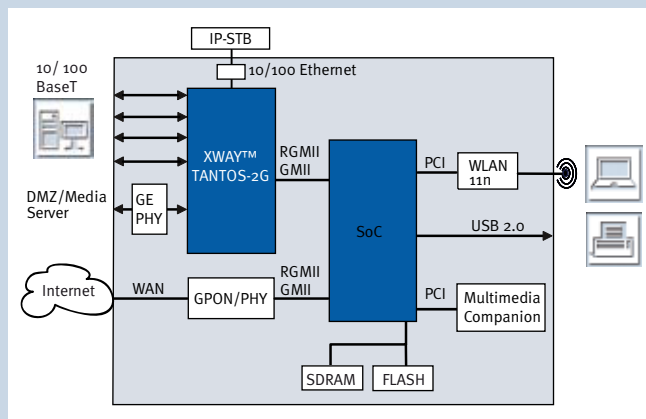 IP-STB
10/100 Ethernet
10/ 100
BaseT
XWAY™
TANTOS-2G
RGMII
GMII
PCI
WLAN
11n
DMZ/Media
Server
GE
PHY
SoC
USB 2.0
Internet
WAN
GPON/PHY
RGMII
GMII
PCI
Multimedia
Companion
SDRAM
FLASH